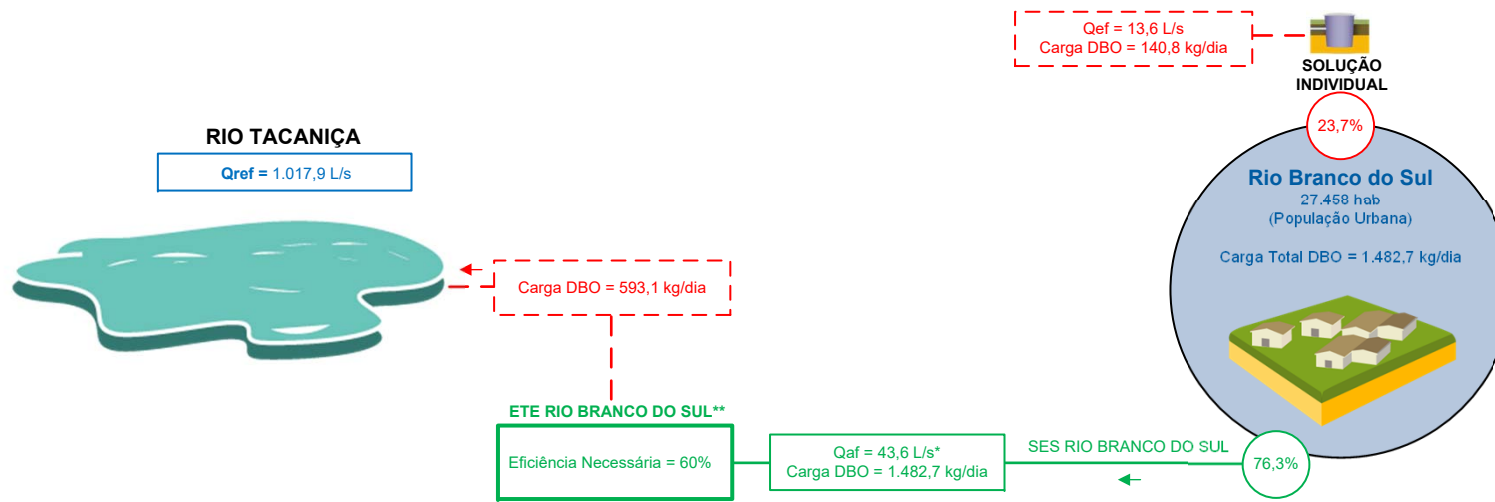 Qef = 13,6 L/s
Carga DBO = 140,8 kg/dia
SOLUÇÃO
INDIVIDUAL
23,7%
RIO TACANIÇA
Qref = 1.017,9 L/s
Rio Branco do Sul
27.458 hab
(População Urbana)
Carga Total DBO = 1.482,7 kg/dia
Carga DBO = 593,1 kg/dia
ETE RIO BRANCO DO SUL**
Eficiência Necessária = 60%
Qaf = 43,6 L/s*
Carga DBO = 1.482,7 kg/dia
SES RIO BRANCO DO SUL
76,3%